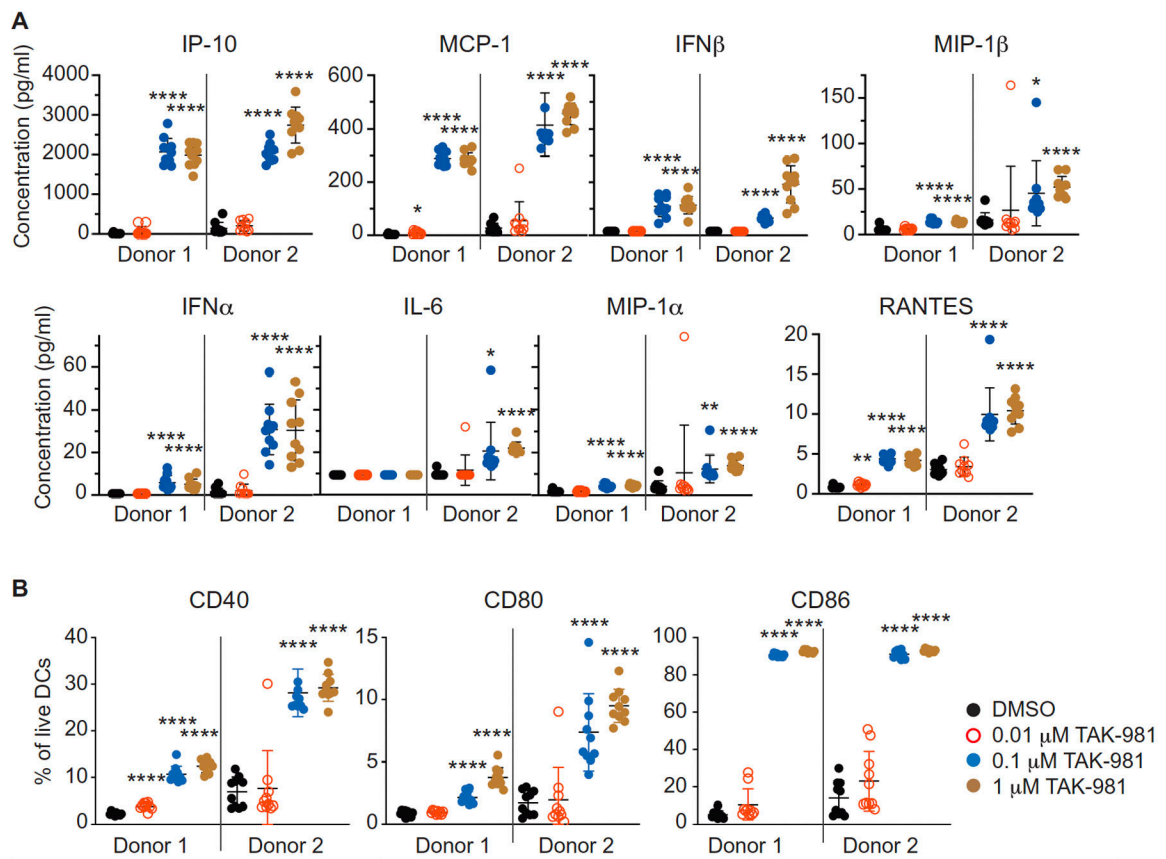 A
IP-10
MCP-1
IFNβ
MIP-1β
Concentration (pg/ml)
4000
3000
2000
1000
0
**** **** **** ****
Donor 1 Donor 2
600
400
200
0
* **** **** **** ****
Donor 1 Donor 2
400
300
200
100
0
**** **** **** ****
Donor 1 Donor 2
150
100
50
0
**** **** * ****
Donor 1 Donor 2
IFNα
IL-6
MIP-1α
RANTES
Concentration (pg/ml)
60
40
20
0
**** **** **** ****
Donor 1 Donor 2
* ****
Donor 1 Donor 2
**** **** ** ****
Donor 1 Donor 2
20
15
10
5
0
** **** **** **** ****
Donor 1 Donor 2
B
CD40
CD80
CD86
% of live DCs
40
30
20
10
0
**** **** **** **** ****
Donor 1 Donor 2
15
10
5
0
**** **** **** ****
Donor 1 Donor 2
100
80
60
40
20
0
**** **** **** ****
Donor 1 Donor 2
DMSO
0.01 μM TAK-981
0.1 μM TAK-981
1 μM TAK-981